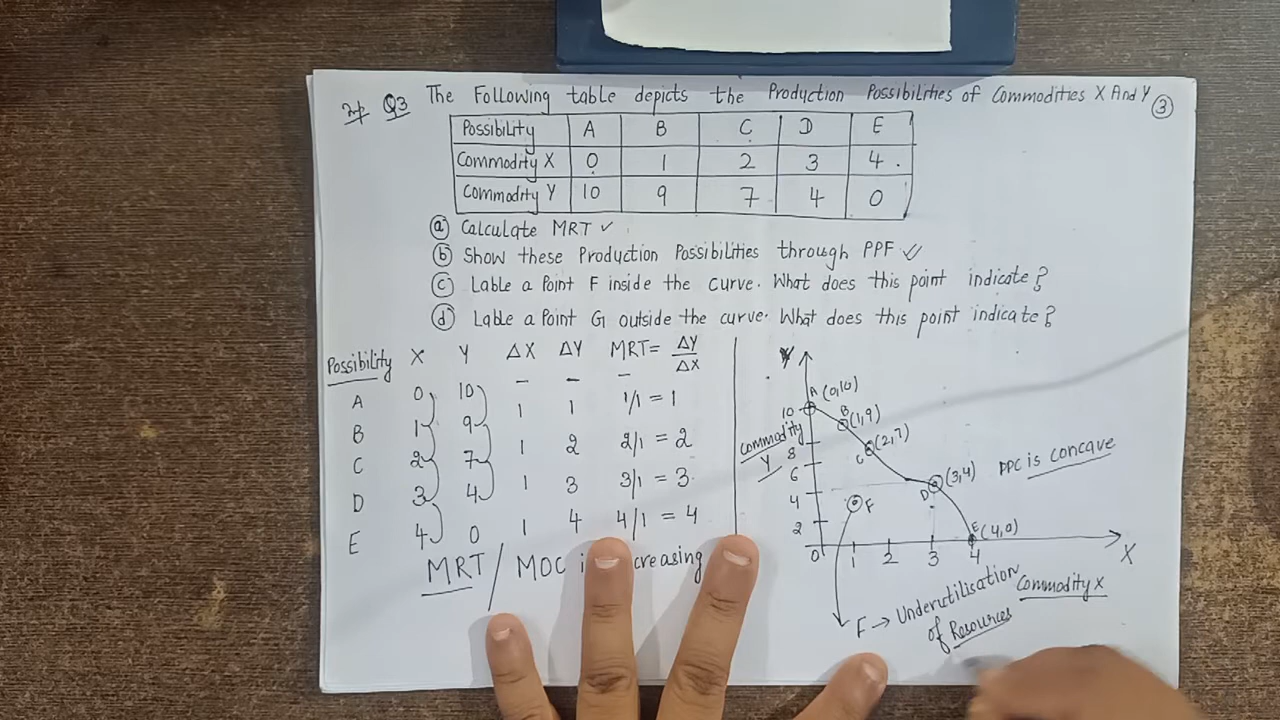 Imp Q3 The Following table depicts the Production Possibilities of Commodities X And Y ③
Possibility A B C D E
Commodity X 0 1 2 3 4
Commodity Y 10 9 7 4 0
ⓐ Calculate MRT ✓
ⓑ Show these Production Possibilities through PPF ✓
ⓒ Lable a Point F inside the curve. What does this point indicate?
ⓓ Lable a Point G outside the curve. What does this point indicate?
Possibility X Y ΔX ΔY MRT= ΔY/ΔX
A 0 10 – – –
B 1 9 1 1 1/1 = 1
C 2 7 1 2 2/1 = 2
D 3 4 1 3 3/1 = 3
E 4 0 1 4 4/1 = 4
MRT / MOC creasing
Y
A (0,10)
10
B (1,9)
Commodity
Y
8
C (2,7)
6
PPC is concave
D (3,4)
4
F
2
E (4,0)
0 1 2 3 4 X
Commodity X
F → Underutilisation
of Resources